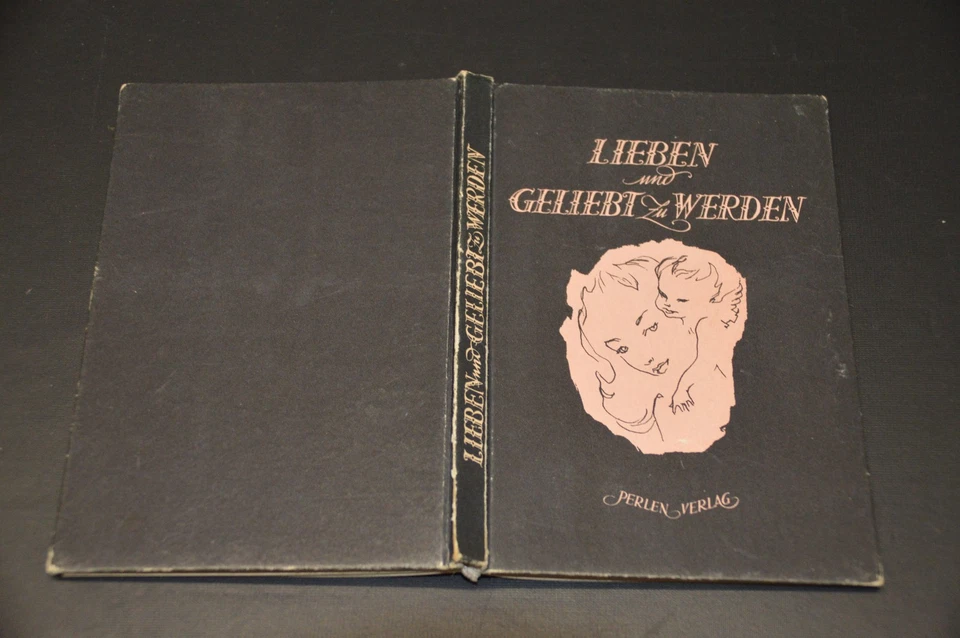 LIEBEN und GELIEBT zu WERDEN
LIEBEN
und
GELIEBT zu WERDEN
PERLEN VERLAG